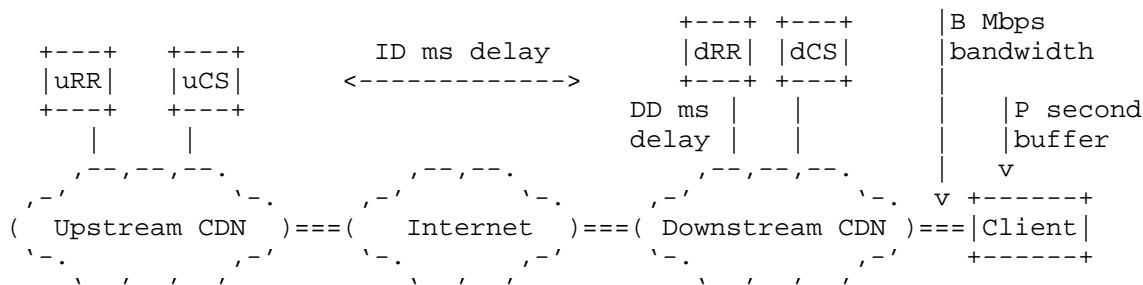 B Mbps
ID ms delay
bandwidth
uRR uCS dRR dCS
DD ms
delay
P second
buffer
Upstream CDN Internet Downstream CDN Client